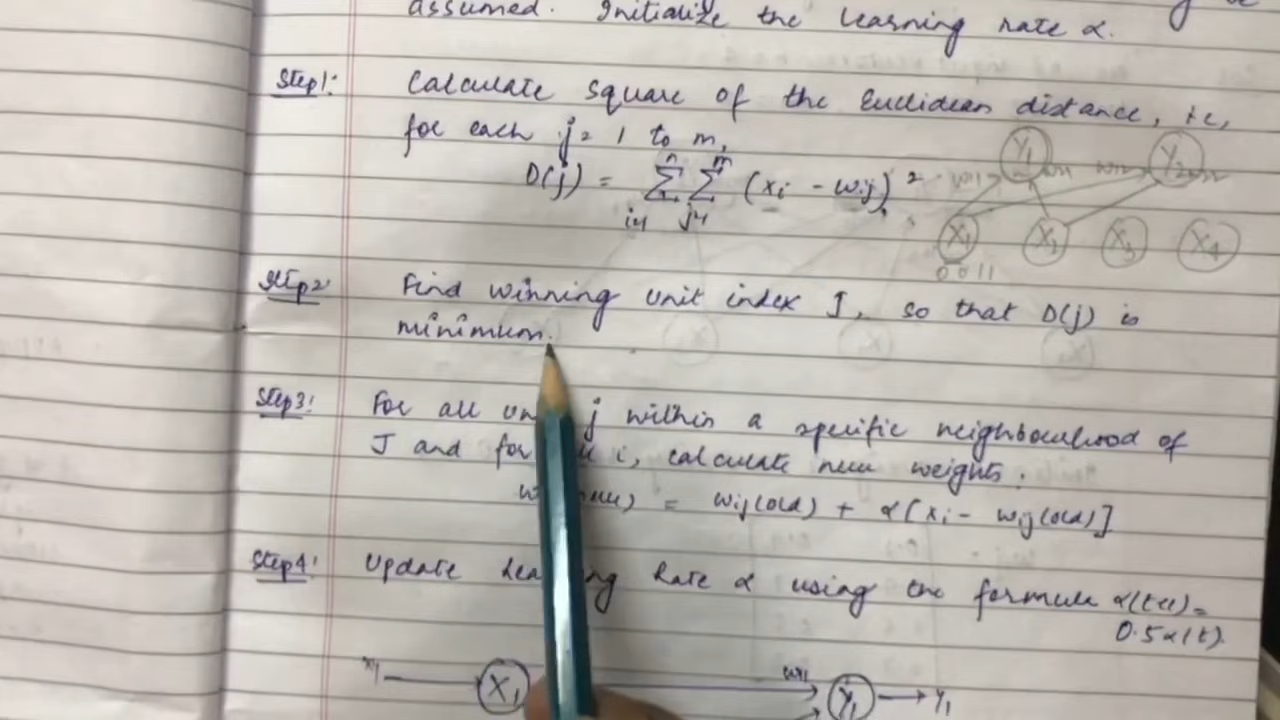 assumed. Initialize the learning rate α.
Step1: Calculate square of the Euclidean distance, i.e,
for each j= 1 to m,
D(j) = Σ Σ (xi - wij)²
n m
i=1 j=1
Y1 Y2
X1 X2 X3 X4
0011
Step2: Find winning unit index J, so that D(j) is
minimum.
Step3: For all j within a specific neighbourhood of
J and for i, calculate new weights.
= wij(old) + α[xi - wij(old)]
Step4: Update rate α using the formula α(t+1)=
0.5α(t).
x1 X1 w11 Y1 y1